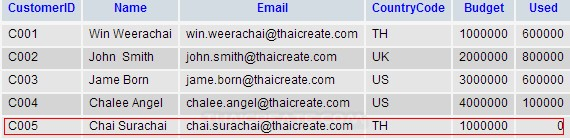 CustomerID Name Email CountryCode Budget Used
C001 Win Weerachai win.weerachai@thaicreate.com TH 1000000 600000
C002 John Smith john.smith@thaicreate.com UK 2000000 800000
C003 Jame Born jame.born@thaicreate.com US 3000000 600000
C004 Chalee Angel chalee.angel@thaicreate.com US 4000000 100000
C005 Chai Surachai chai.surachai@thaicreate.com TH 1000000 0